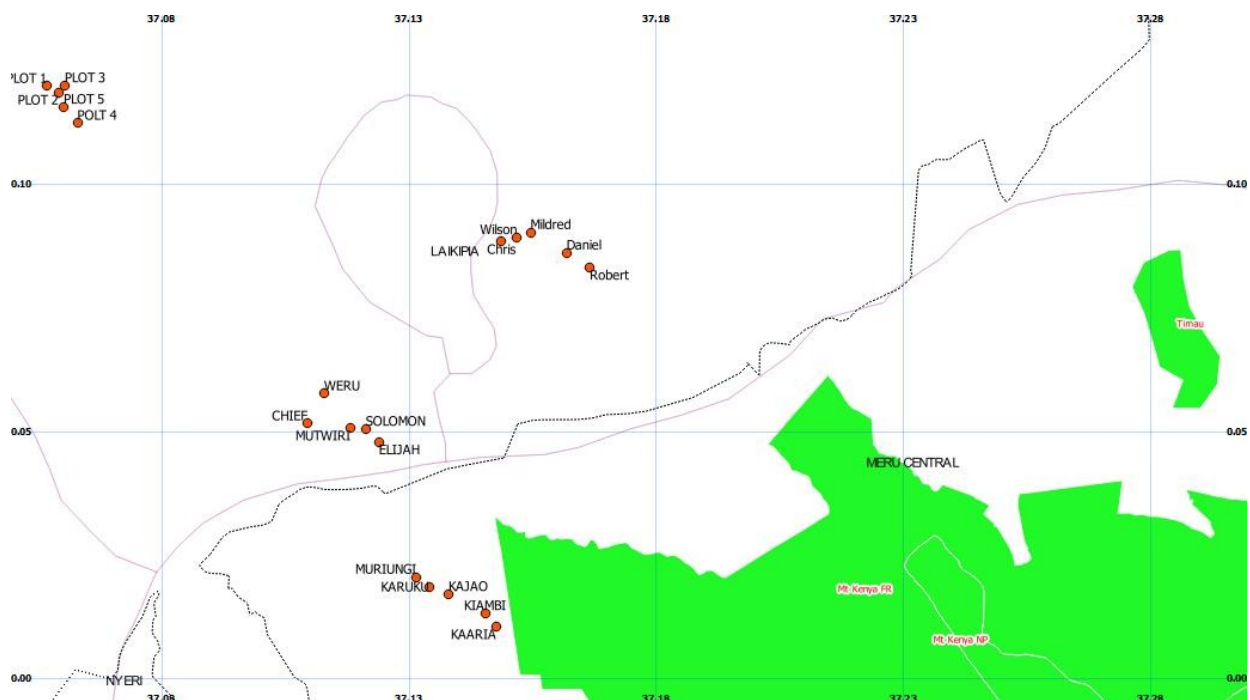 37.08 37.13 37.18 37.23 37.28
PLOT 1 PLOT 3
PLOT 2 PLOT 5
POLT 4
0.10 0.10
Wilson Mildred
LAIKIPIA Chris Daniel
Robert
Timau
WERU
CHIEF SOLOMON
MUTWIRI
0.05 0.05
ELIJAH
MERU CENTRAL
MURIUNGI
KARUKU KAJAO
Mt Kenya FR
KIAMBI
KAARIA Mt Kenya NP
0.00 NYERI 0.00
37.08 37.13 37.18 37.23 37.28